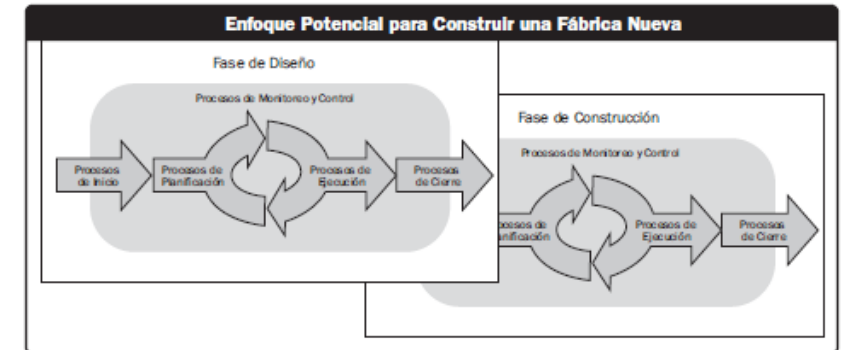 Enfoque Potencial para Construir una Fábrica Nueva
Fase de Diseño
Procesos de Monitoreo y Control
Procesos
de Inicio
Procesos de
Planificación
Procesos de
Ejecución
Procesos
de Cierre
Fase de Construcción
Procesos de Monitoreo y Control
ocesos de
anificación
Procesos de
Ejecución
Procesos
de Cierre